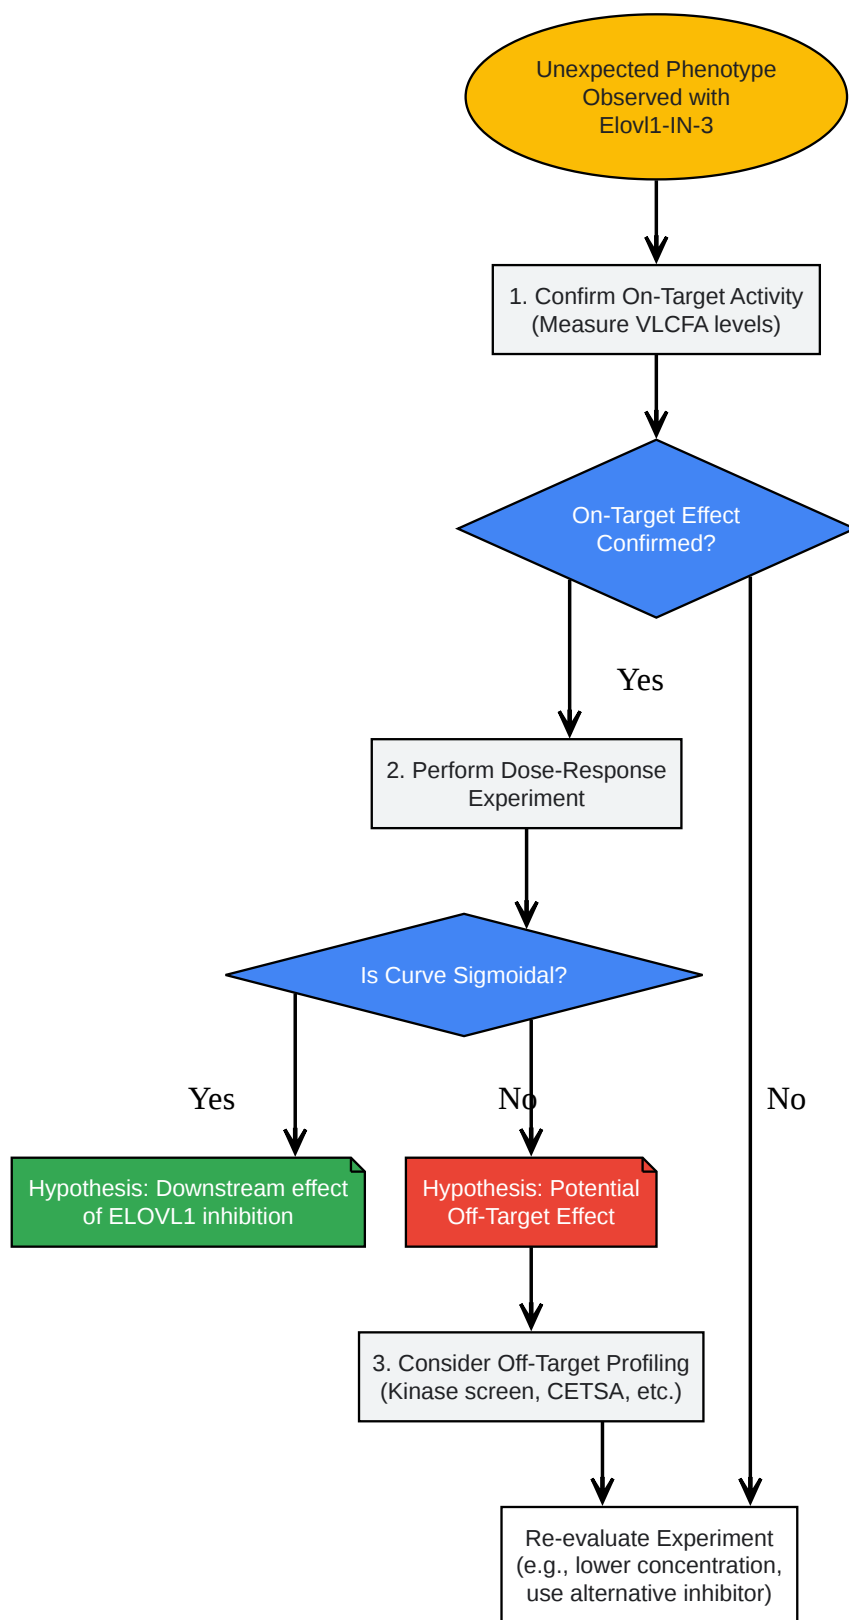 Unexpected Phenotype
Observed with
Elovl1-IN-3
1. Confirm On-Target Activity
(Measure VLCFA levels)
On-Target Effect
Confirmed?
Yes
2. Perform Dose-Response
Experiment
Is Curve Sigmoidal?
Yes
No
No
Hypothesis: Downstream effect
of ELOVL1 inhibition
Hypothesis: Potential
Off-Target Effect
3. Consider Off-Target Profiling
(Kinase screen, CETSA, etc.)
Re-evaluate Experiment
(e.g., lower concentration,
use alternative inhibitor)